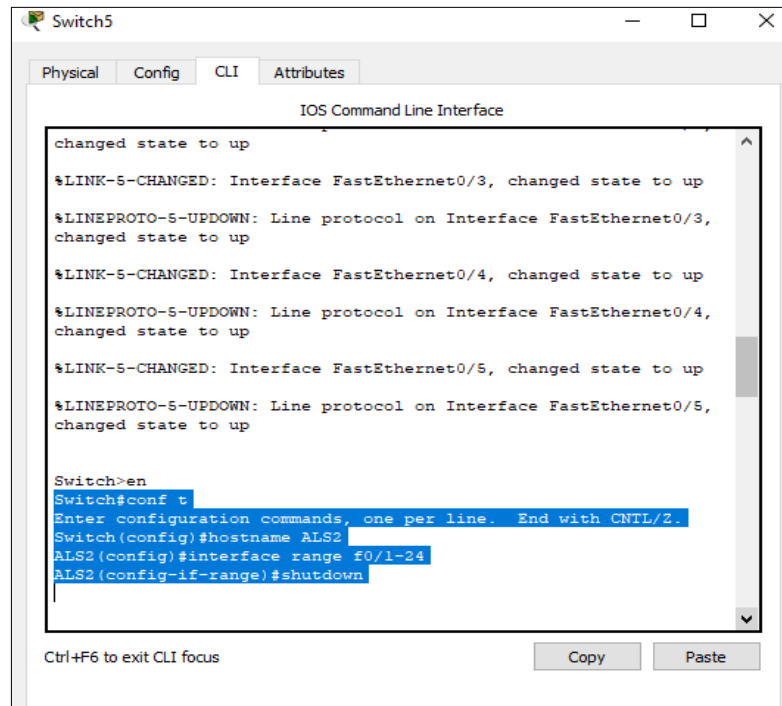 Switch5
Physical Config CLI Attributes
IOS Command Line Interface
changed state to up
%LINK-5-CHANGED: Interface FastEthernet0/3, changed state to up
%LINEPROTO-5-UPDOWN: Line protocol on Interface FastEthernet0/3,
changed state to up
%LINK-5-CHANGED: Interface FastEthernet0/4, changed state to up
%LINEPROTO-5-UPDOWN: Line protocol on Interface FastEthernet0/4,
changed state to up
%LINK-5-CHANGED: Interface FastEthernet0/5, changed state to up
%LINEPROTO-5-UPDOWN: Line protocol on Interface FastEthernet0/5,
changed state to up
Switch>en
Switch#conf t
Enter configuration commands, one per line.  End with CNTL/Z.
Switch(config)#hostname ALS2
ALS2(config)#interface range f0/1-24
ALS2(config-if-range)#shutdown
Ctrl+F6 to exit CLI focus
Copy Paste